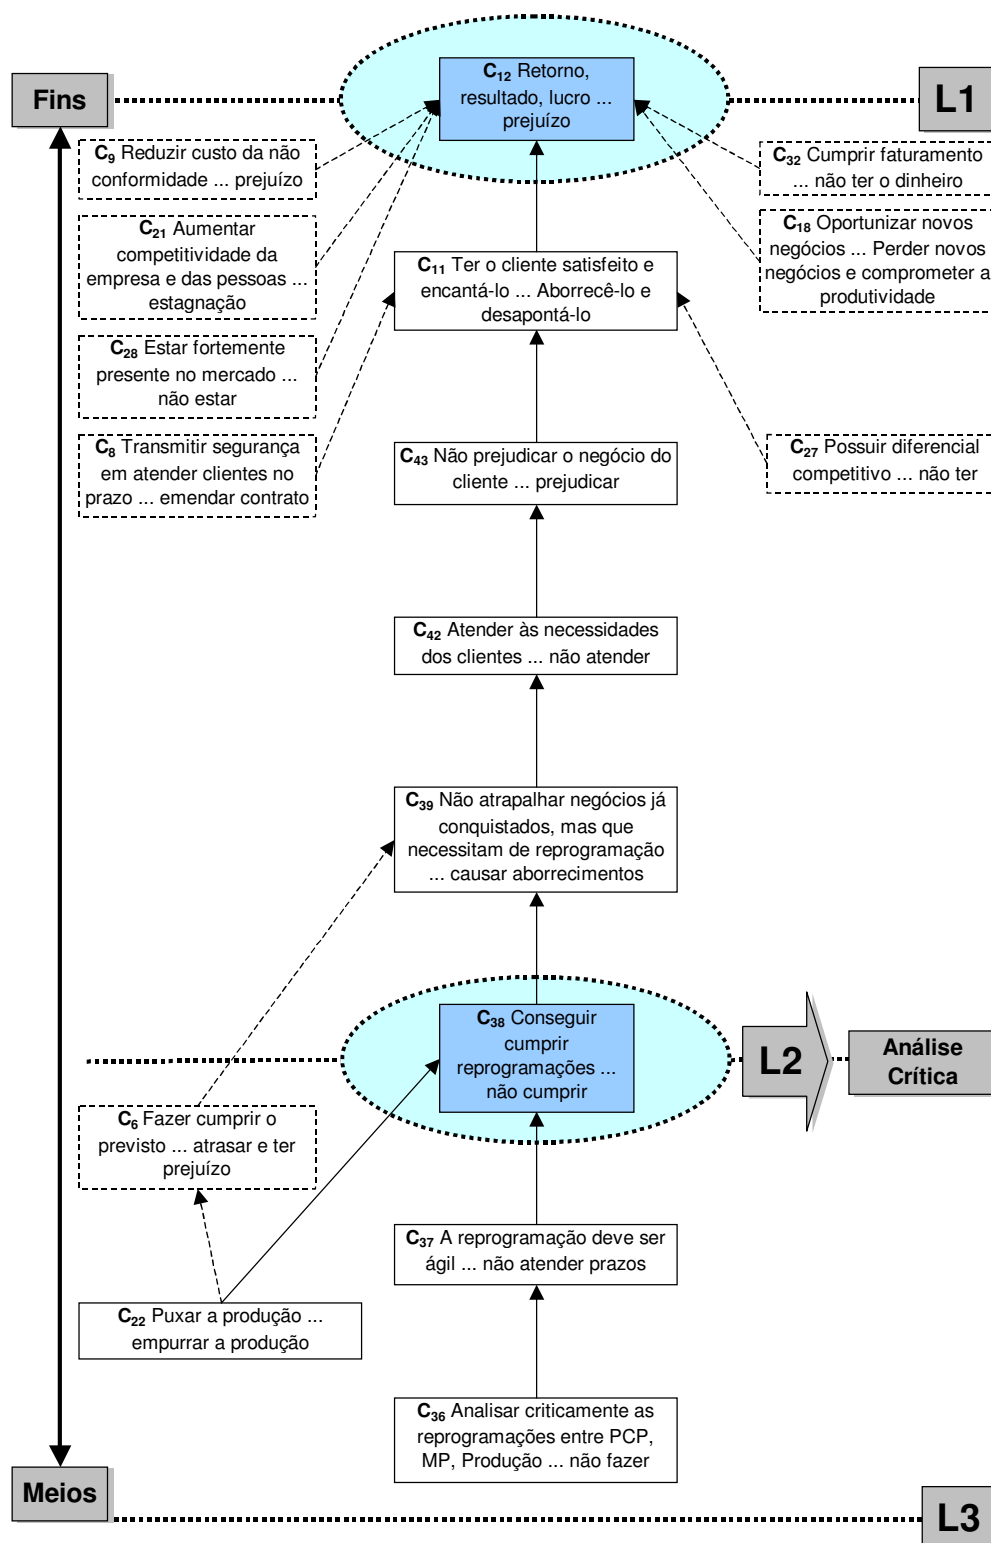 Fins
C12 Retorno,
resultado, lucro ...
prejuízo
L1
C9 Reduzir custo da não
conformidade ... prejuízo
C32 Cumprir faturamento
... não ter o dinheiro
C21 Aumentar
competitividade da
empresa e das pessoas ...
estagnação
C18 Oportunizar novos
negócios ... Perder novos
negócios e comprometer a
produtividade
C11 Ter o cliente satisfeito e
encantá-lo ... Aborrecê-lo e
desapontá-lo
C28 Estar fortemente
presente no mercado ...
não estar
C8 Transmitir segurança
em atender clientes no
prazo ... emendar contrato
C43 Não prejudicar o negócio do
cliente ... prejudicar
C27 Possuir diferencial
competitivo ... não ter
C42 Atender às necessidades
dos clientes ... não atender
C39 Não atrapalhar negócios já
conquistados, mas que
necessitam de reprogramação
... causar aborrecimentos
C38 Conseguir
cumprir
reprogramações ...
não cumprir
L2
Análise
Crítica
C6 Fazer cumprir o
previsto ... atrasar e ter
prejuízo
C37 A reprogramação deve ser
ágil ... não atender prazos
C22 Puxar a produção ...
empurrar a produção
C36 Analisar criticamente as
reprogramações entre PCP,
MP, Produção ... não fazer
Meios
L3